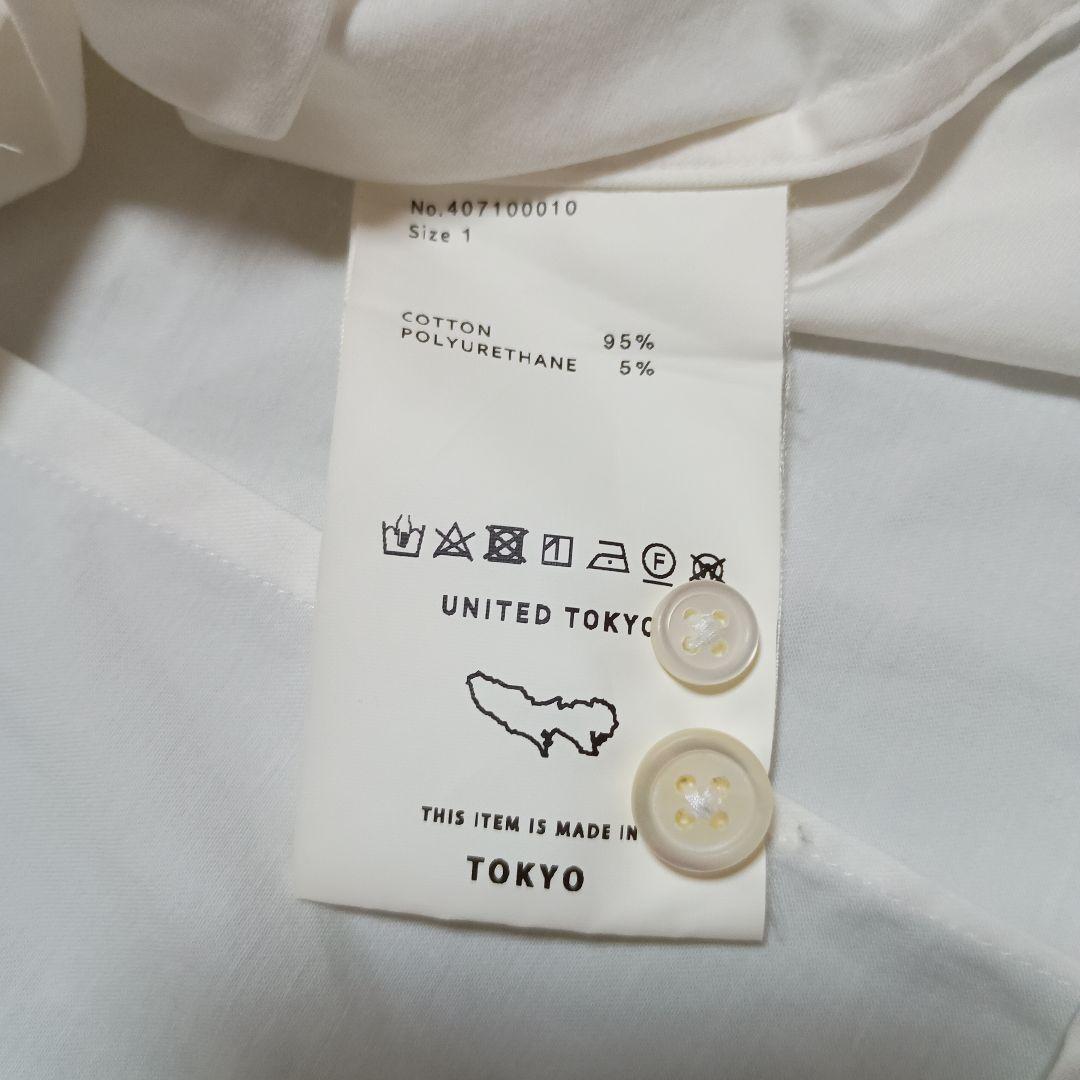 No.407100010
Size 1
COTTON 95%
POLYURETHANE 5%
F
W
UNITED TOKYO
THIS ITEM IS MADE IN
TOKYO